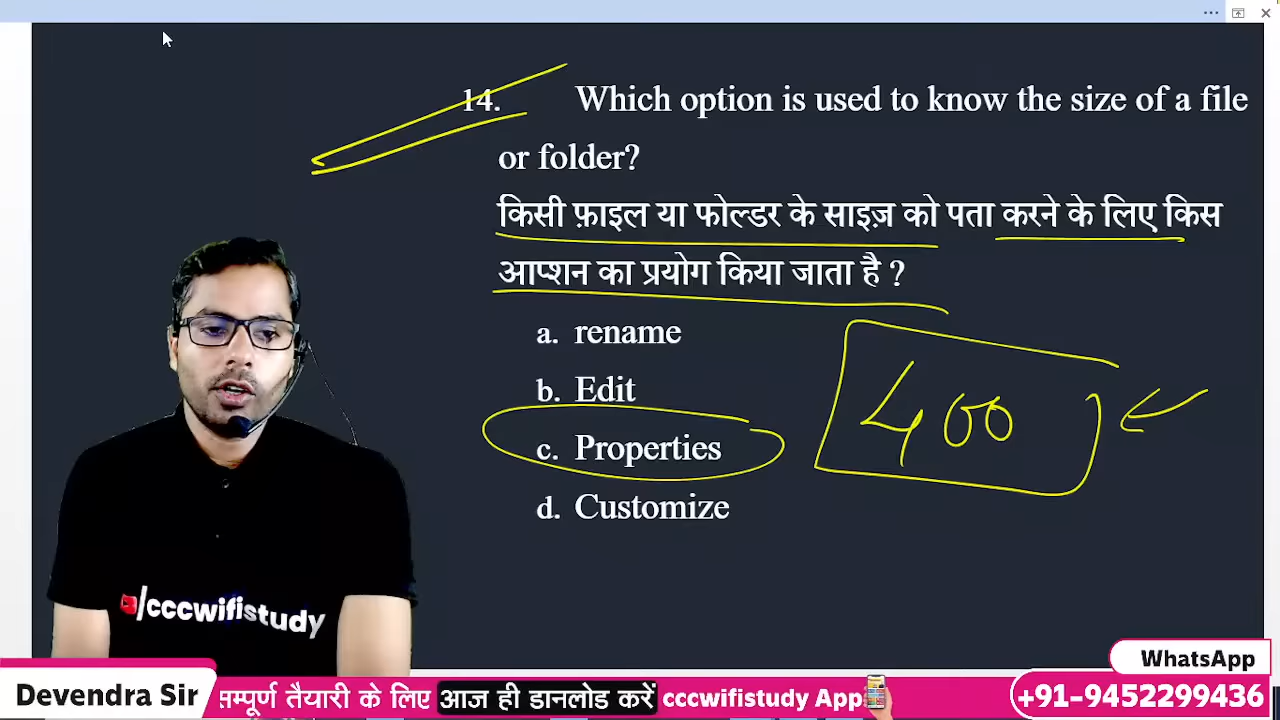 14. Which option is used to know the size of a file
or folder?
किसी फ़ाइल या फोल्डर के साइज़ को पता करने के लिए किस
आप्शन का प्रयोग किया जाता है ?
a. rename
b. Edit
c. Properties
d. Customize
400
/cccwifistudy
WhatsApp
Devendra Sir
सम्पूर्ण तैयारी के लिए आज ही डानलोड करें cccwifistudy App
+91-9452299436